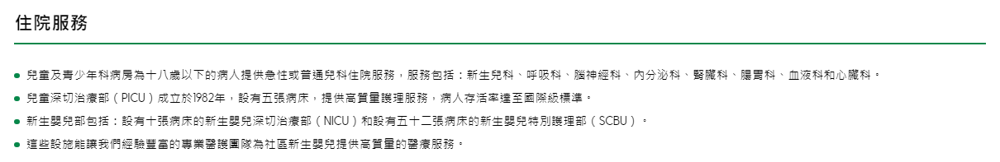 住院服務
兒童及青少年科病房為十八歲以下的病人提供急性或普通兒科住院服務，服務包括：新生兒科、呼吸科、腦神經科、內分泌科、腎臟科、腸胃科、血液科和心臟科。
兒童深切治療部（PICU）成立於1982年，設有五張病床，提供高質量護理服務，病人存活率達至國際級標準。
新生嬰兒部包括：設有十張病床的新生嬰兒深切治療部（NICU）和設有五十二張病床的新生嬰兒特別護理部（SCBU）。
這些設施能讓我們經驗豐富的專業醫護團隊為社區新生嬰兒提供高質量的醫療服務。